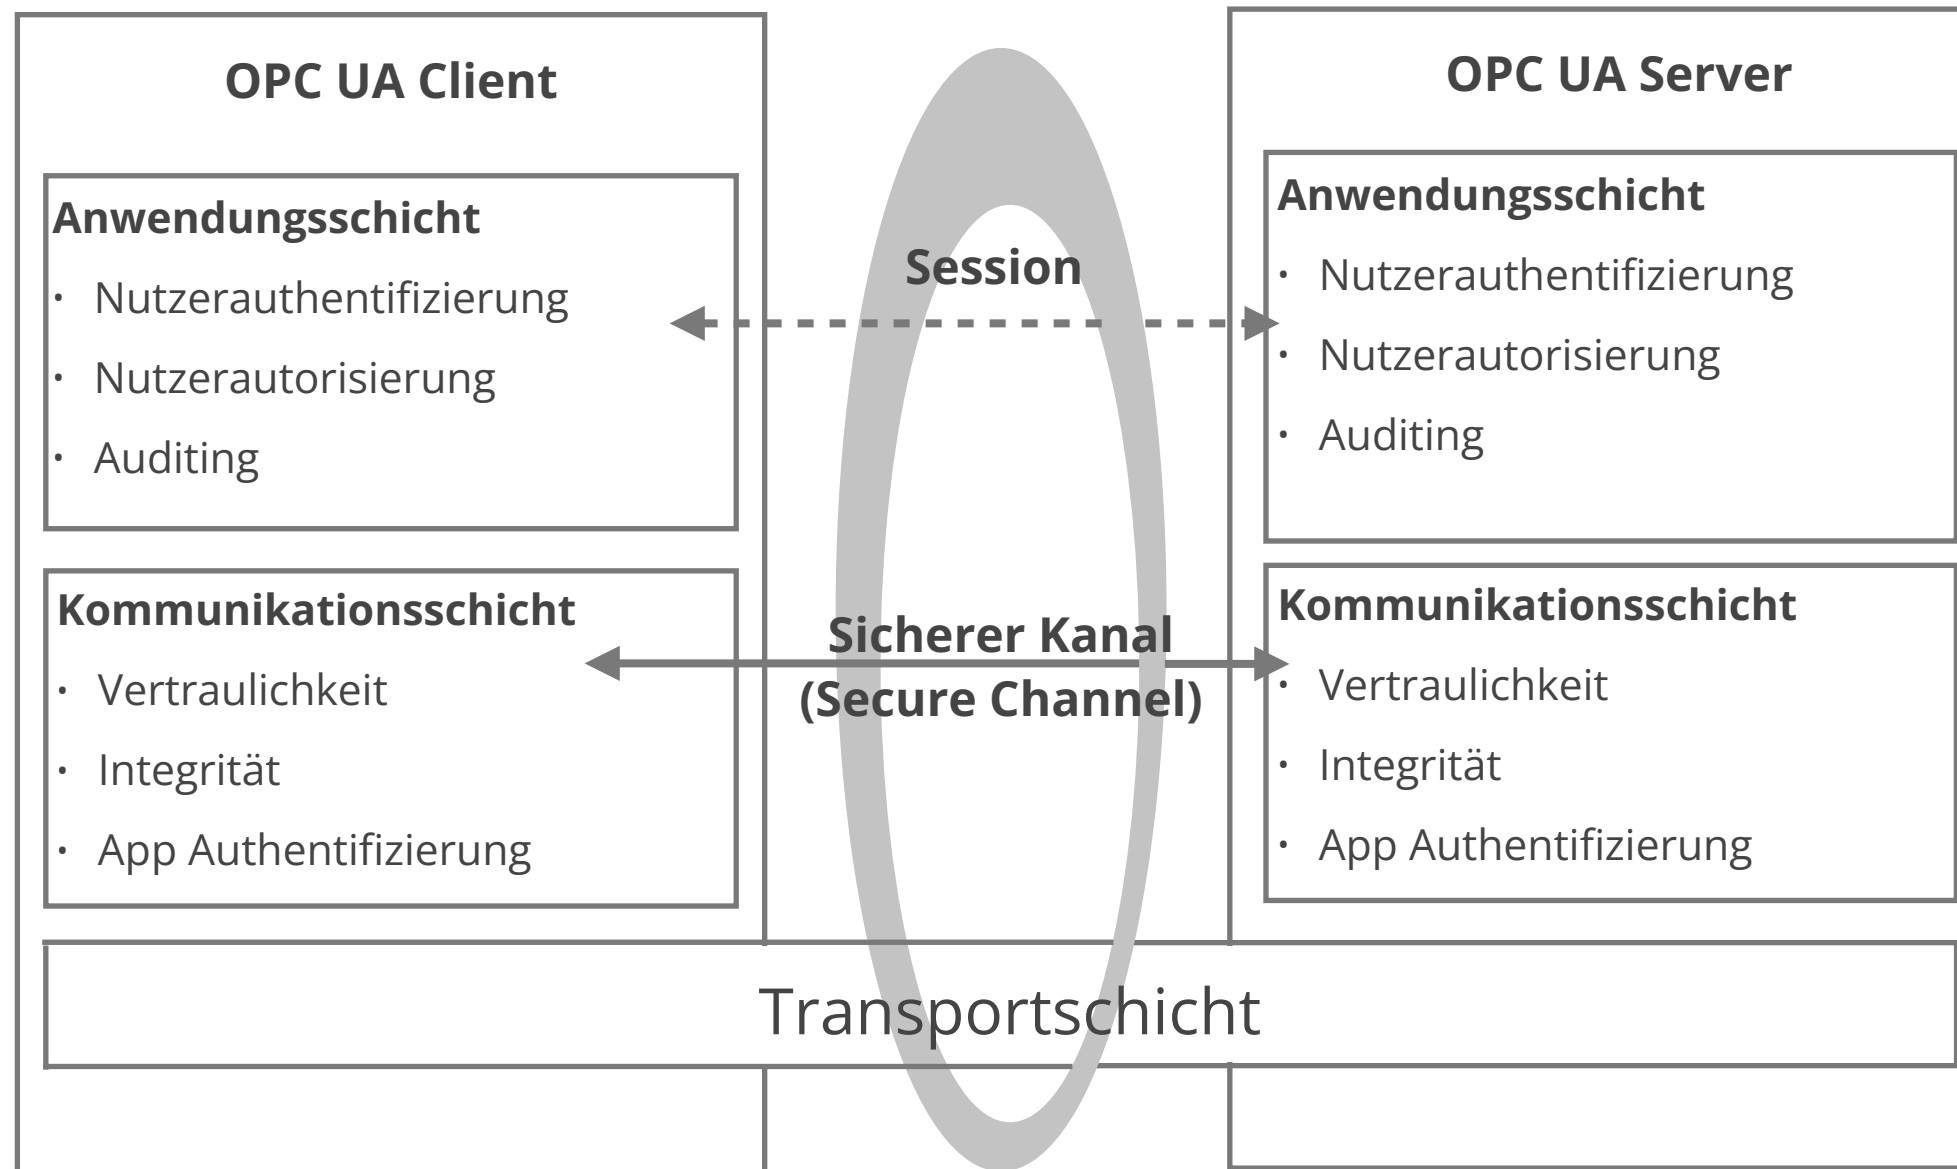 OPC UA Client
Anwendungsschicht
· Nutzerauthentifizierung
· Nutzerautorisierung
· Auditing
Kommunikationsschicht
· Vertraulichkeit
· Integrität
· App Authentifizierung
Session
Sicherer Kanal
(Secure Channel)
OPC UA Server
Anwendungsschicht
· Nutzerauthentifizierung
· Nutzerautorisierung
· Auditing
Kommunikationsschicht
· Vertraulichkeit
· Integrität
· App Authentifizierung
Transportschicht